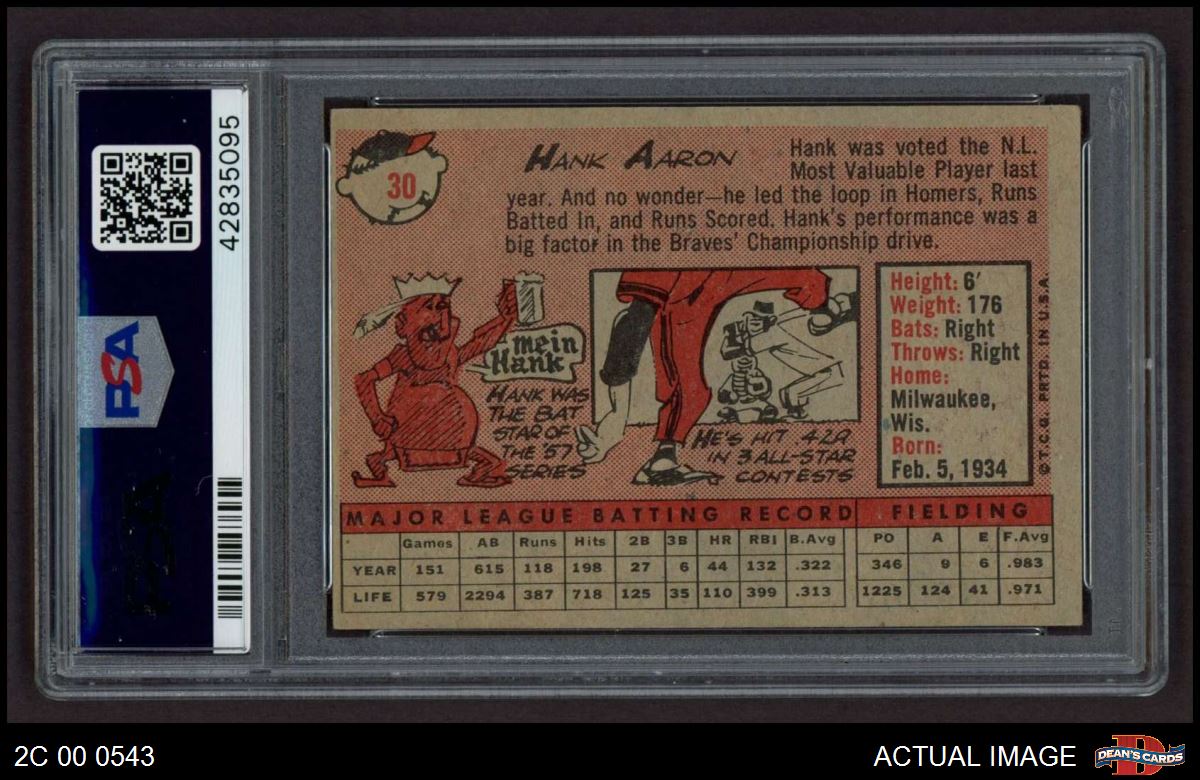 42835095
PSA
30
HANK AARON
Hank was voted the N.L.
Most Valuable Player last
year. And no wonder—he led the loop in Homers, Runs
Batted In, and Runs Scored. Hank's performance was a
big factor in the Braves' Championship drive.
mein
Hank
HANK WAS
THE BAT
STAR OF
THE '57
SERIES
HE'S HIT .429
IN 3 ALL-STAR
CONTESTS
Height: 6'
Weight: 176
Bats: Right
Throws: Right
Home:
Milwaukee,
Wis.
Born:
Feb. 5, 1934
© T.C.G. PRTD. IN U.S.A.
MAJOR LEAGUE BATTING RECORD FIELDING
Games AB Runs Hits 2B 3B HR RBI B.Avg PO A E F.Avg
YEAR 151 615 118 198 27 6 44 132 .322 346 9 6 .983
LIFE 579 2294 387 718 125 35 110 399 .313 1225 124 41 .971
2C 00 0543
ACTUAL IMAGE
DEAN'S CARDS